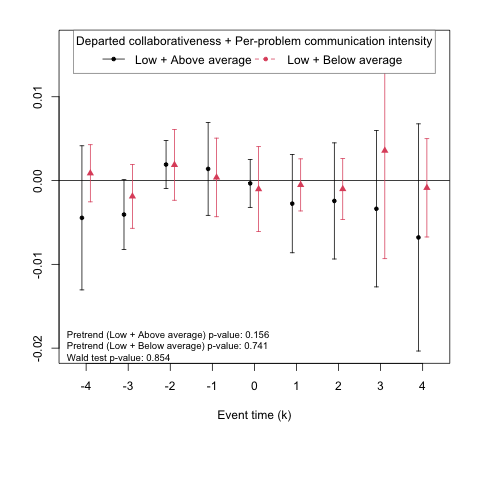 Departed collaborativeness + Per-problem communication intensity
Low + Above average Low + Below average
0.01
0.00
-0.01
-0.02
Pretrend (Low + Above average) p-value: 0.156
Pretrend (Low + Below average) p-value: 0.741
Wald test p-value: 0.854
-4 -3 -2 -1 0 1 2 3 4
Event time (k)